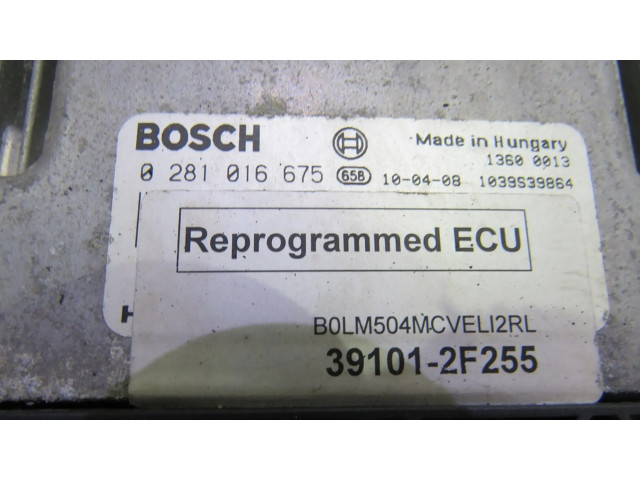 BOSCH
Made in Hungary
1360 0013
0 281 016 675 65B 10-04-08 1039S39864
Reprogrammed ECU
H
B0LM504MCVELI2RL
39101-2F255